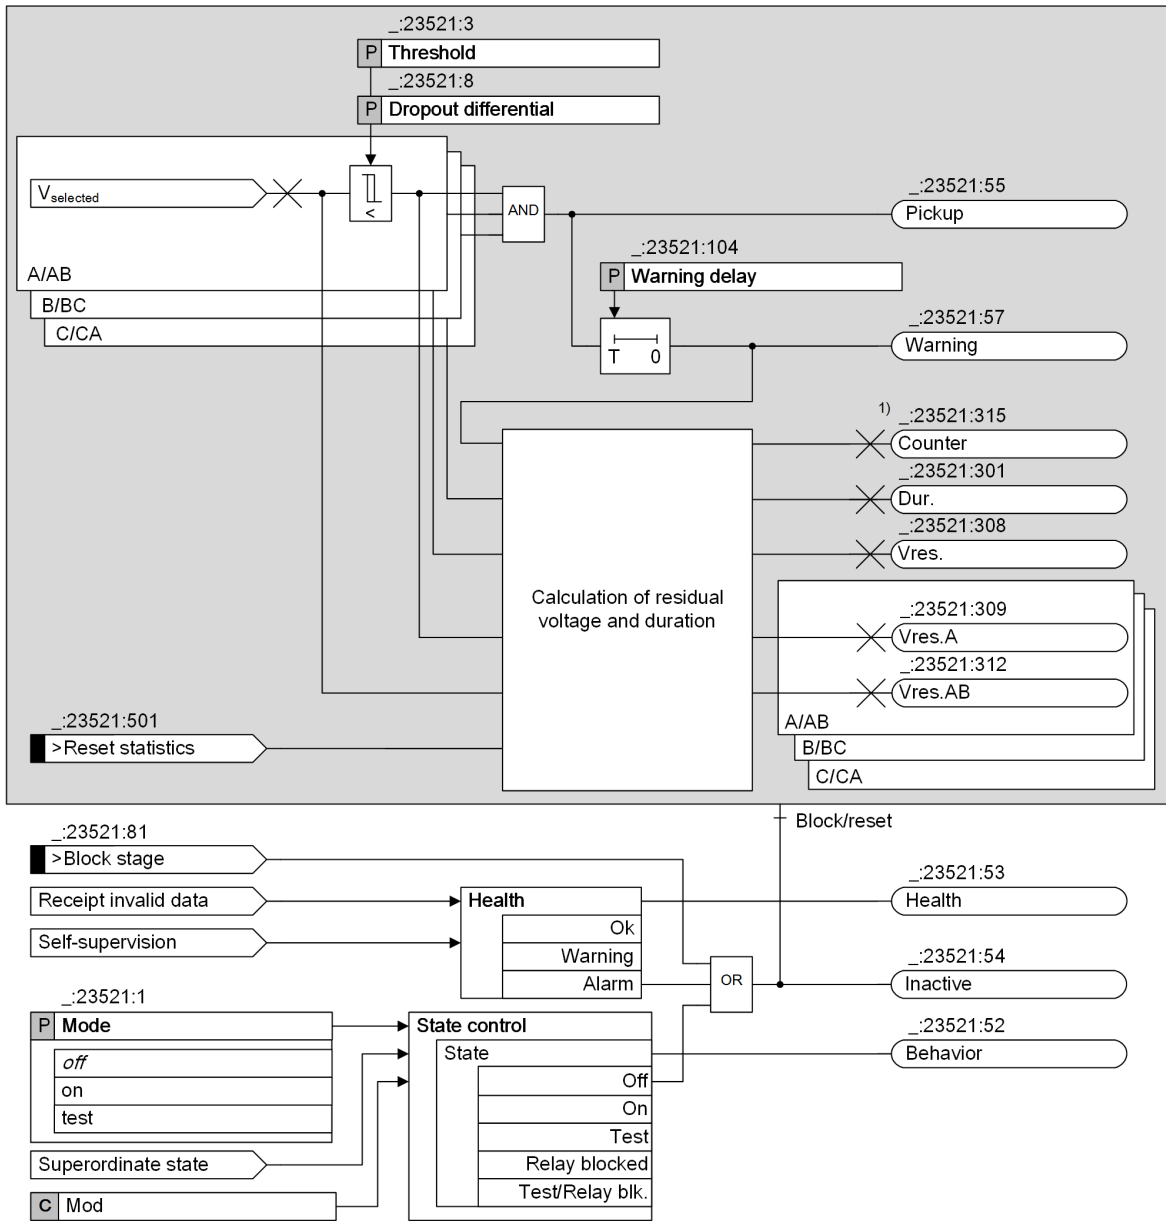 _:23521:3
P Threshold
_:23521:8
P Dropout differential
Vselected
<
AND
A/AB
B/BC
C/CA
_:23521:55
Pickup
_:23521:104
P Warning delay
T 0
_:23521:57
Warning
1)
_:23521:315
Counter
_:23521:301
Dur.
_:23521:308
Vres.
Calculation of residual
voltage and duration
_:23521:309
Vres.A
_:23521:312
Vres.AB
A/AB
B/BC
C/CA
_:23521:501
>Reset statistics
Block/reset
_:23521:81
>Block stage
Receipt invalid data
Self-supervision
Health
Ok
Warning
Alarm
OR
_:23521:53
Health
_:23521:54
Inactive
_:23521:52
Behavior
_:23521:1
P Mode
off
on
test
Superordinate state
C Mod
State control
State
Off
On
Test
Relay blocked
Test/Relay blk.